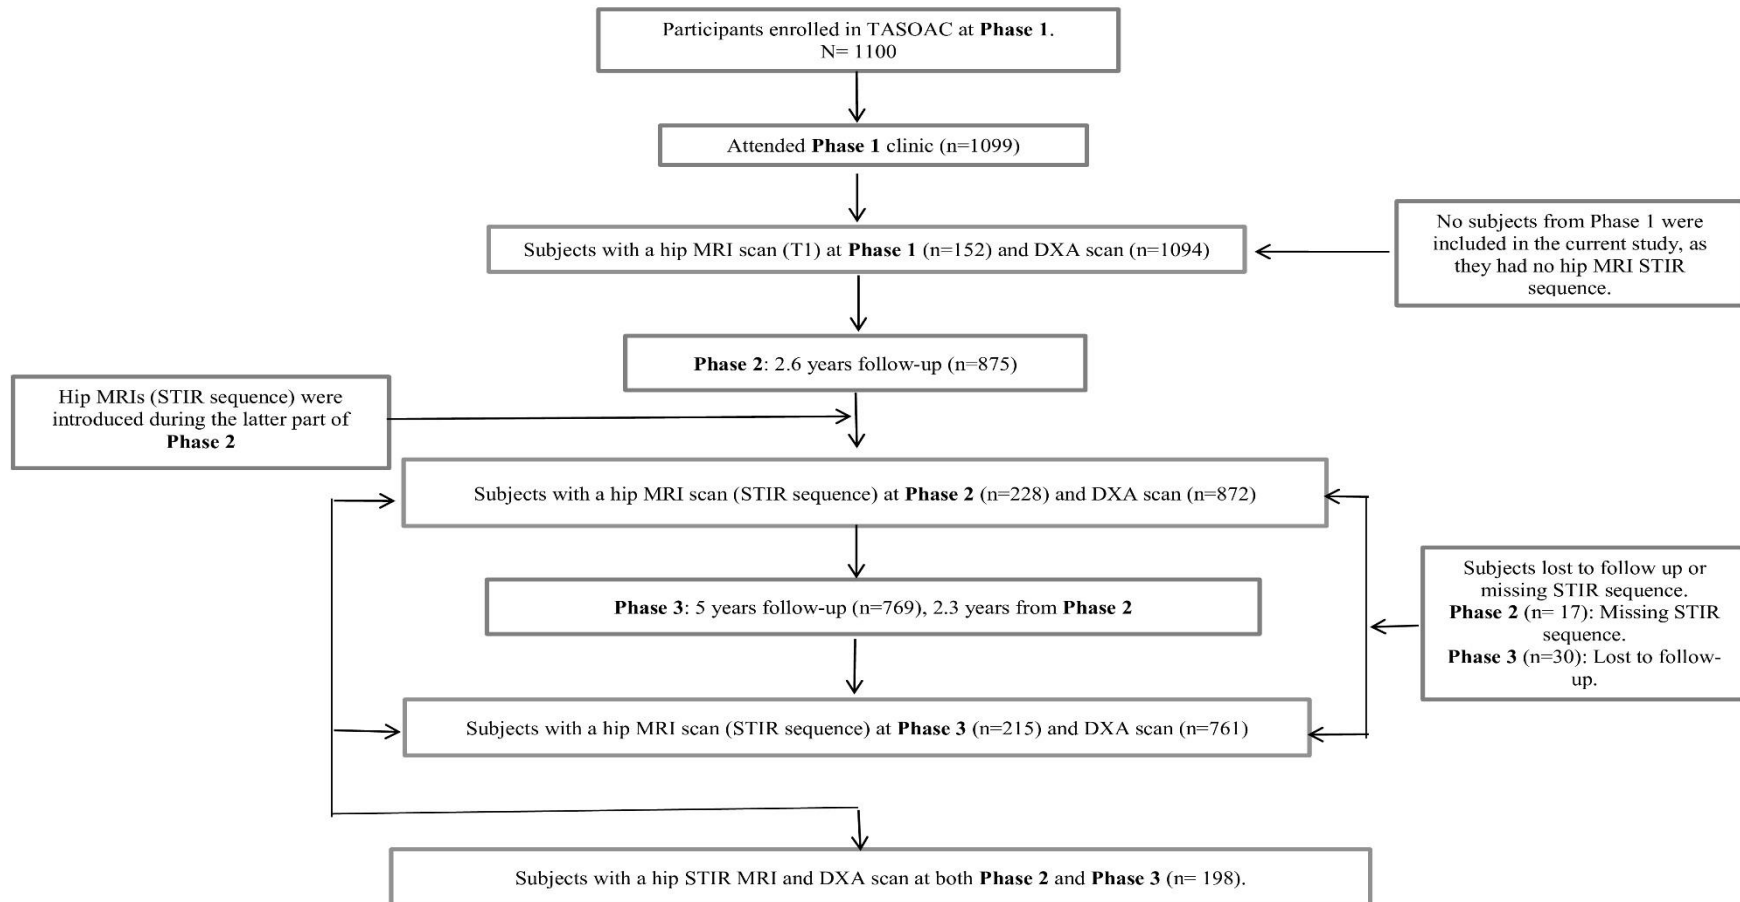 Participants enrolled in TASOAC at Phase 1.
N= 1100
Attended Phase 1 clinic (n=1099)
Subjects with a hip MRI scan (T1) at Phase 1 (n=152) and DXA scan (n=1094)
No subjects from Phase 1 were
included in the current study, as
they had no hip MRI STIR
sequence.
Phase 2: 2.6 years follow-up (n=875)
Hip MRIs (STIR sequence) were
introduced during the latter part of
Phase 2
Subjects with a hip MRI scan (STIR sequence) at Phase 2 (n=228) and DXA scan (n=872)
Phase 3: 5 years follow-up (n=769), 2.3 years from Phase 2
Subjects lost to follow up or
missing STIR sequence.
Phase 2 (n= 17): Missing STIR
sequence.
Phase 3 (n=30): Lost to follow-
up.
Subjects with a hip MRI scan (STIR sequence) at Phase 3 (n=215) and DXA scan (n=761)
Subjects with a hip STIR MRI and DXA scan at both Phase 2 and Phase 3 (n= 198).